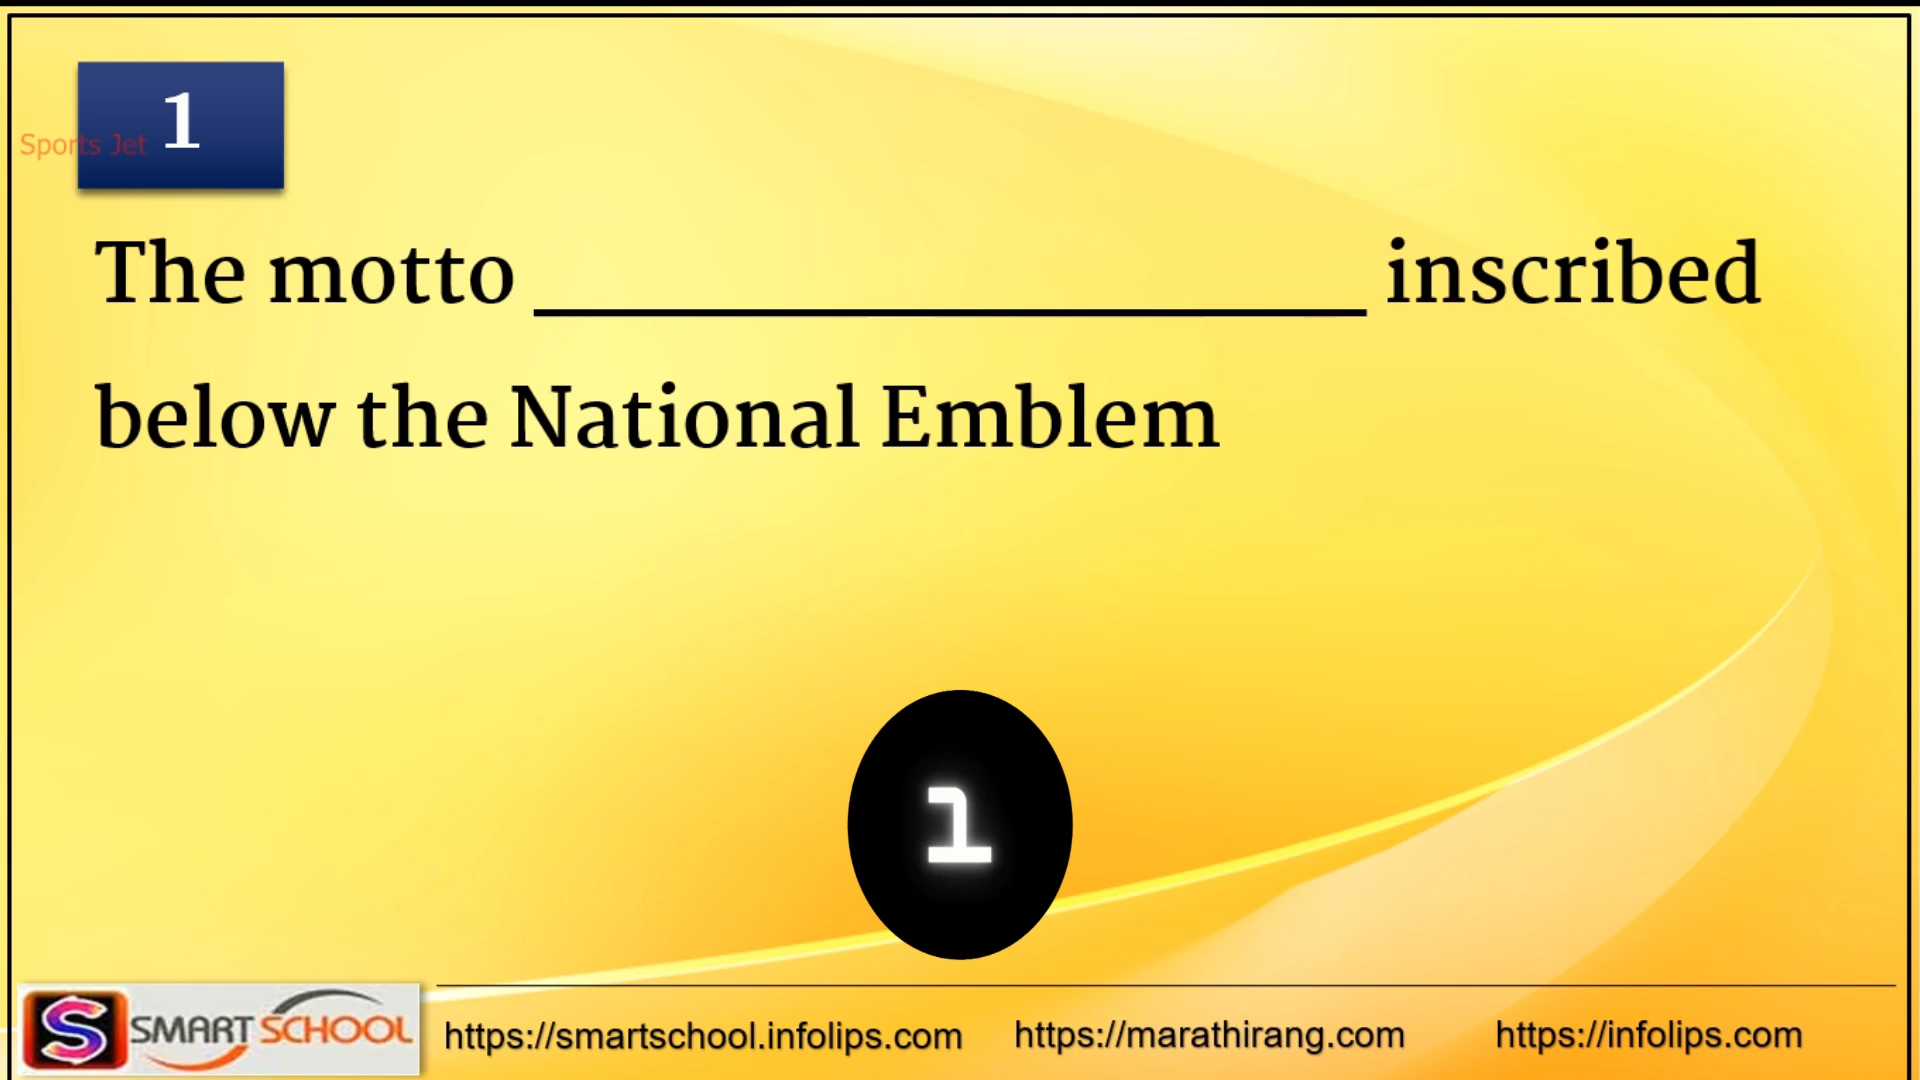 1
Sports Jet
The motto ____________________ inscribed
below the National Emblem
1
S SMART SCHOOL
https://smartschool.infolips.com https://marathirang.com https://infolips.com